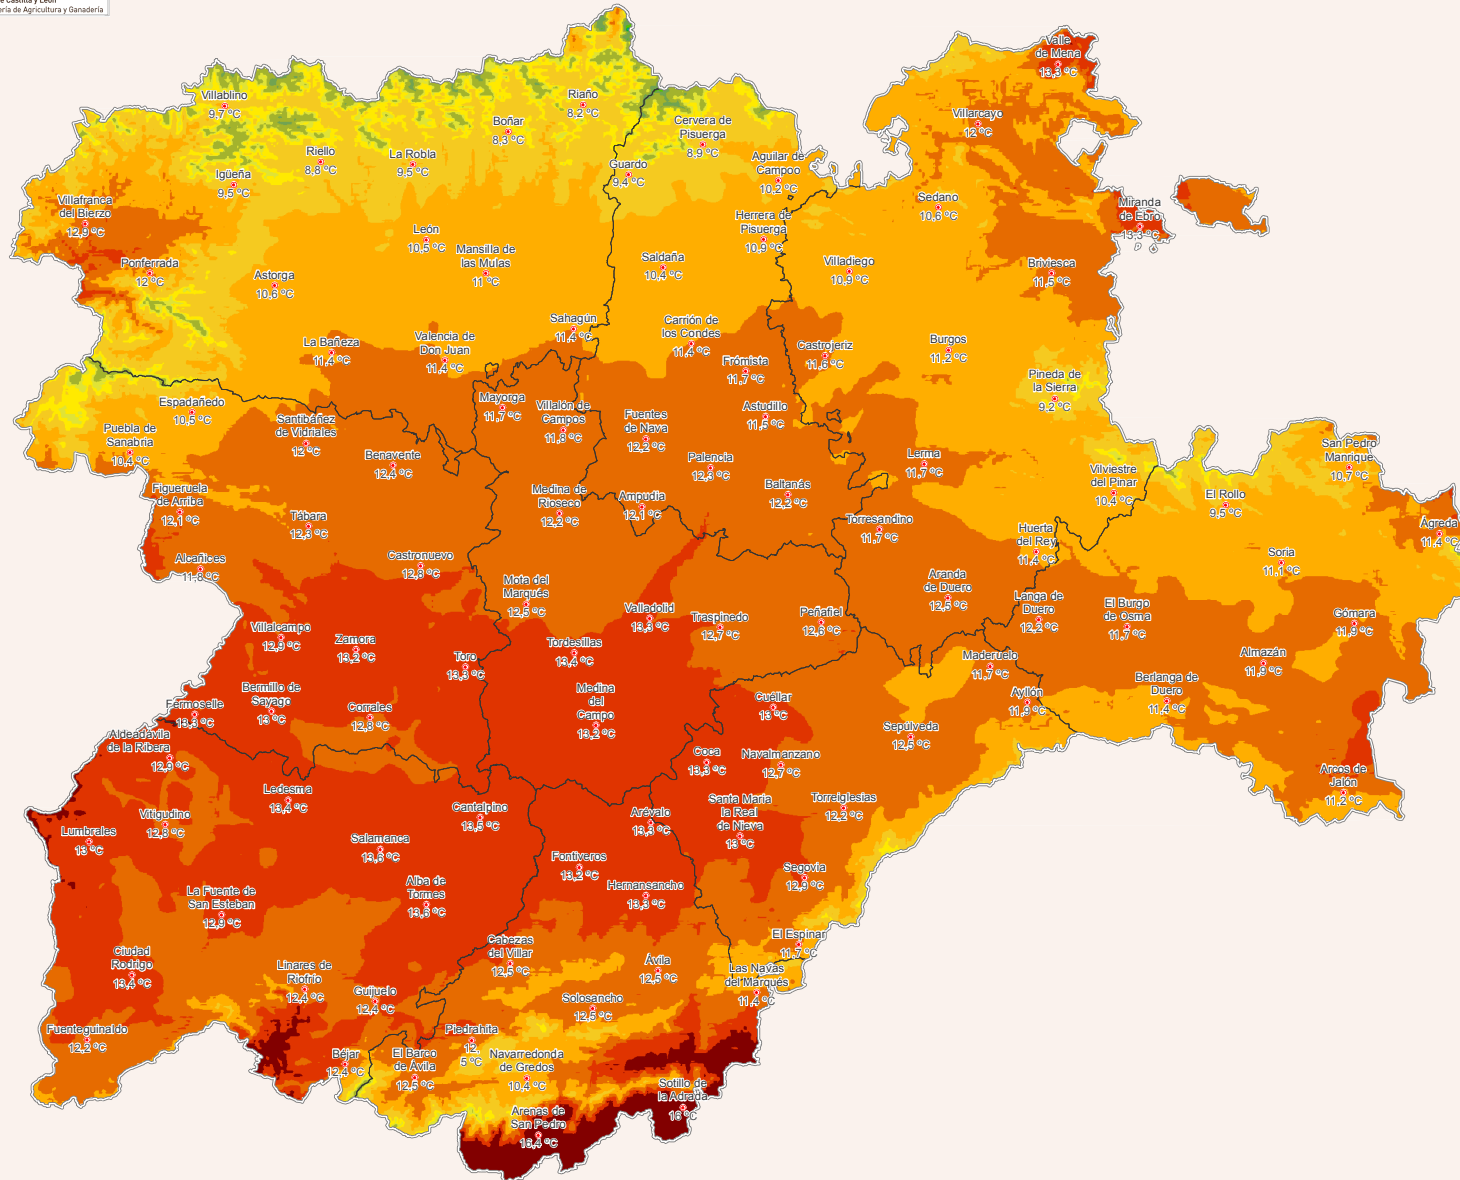 de Castilla y León
ería de Agricultura y Ganadería
Valle
de Mena
13,3 °C
Villablino
9,7 °C
Riaño
8,2 °C
Boñar
8,3 °C
Cervera de
Pisuerga
8,9 °C
Villarcayo
12 °C
Riello
8,8 °C
La Robla
9,5 °C
Guardo
9,4 °C
Aguilar de
Campoo
10,2 °C
Igüeña
9,5 °C
Villafranca
del Bierzo
12,9 °C
Sedano
10,6 °C
Miranda
de Ebro
13,3 °C
León
10,5 °C
Herrera de
Pisuerga
10,9 °C
Mansilla de
las Mulas
11 °C
Ponferrada
12 °C
Astorga
10,6 °C
Saldaña
10,4 °C
Villadiego
10,9 °C
Briviesca
11,5 °C
Sahagún
11,4 °C
Carrión de
los Condes
11,4 °C
La Bañeza
11,4 °C
Valencia de
Don Juan
11,4 °C
Castrojeriz
11,6 °C
Burgos
11,2 °C
Frómista
11,7 °C
Pineda de
la Sierra
9,2 °C
Espadañedo
10,5 °C
Mayorga
11,7 °C
Villalón de
Campos
11,8 °C
Astudillo
11,5 °C
Santibáñez
de Vidriales
12 °C
Fuentes
de Nava
12,2 °C
Puebla de
Sanabria
10,4 °C
Benavente
12,4 °C
Palencia
12,3 °C
Lerma
11,7 °C
San Pedro
Manrique
10,7 °C
Vilviestre
del Pinar
10,4 °C
Baltanás
12,2 °C
Figueruela
de Arriba
12,1 °C
Medina de
Rioseco
12,2 °C
Ampudia
12,1 °C
El Rollo
9,5 °C
Tábara
12,3 °C
Torresandino
11,7 °C
Ágreda
11,4 °C
Huerta
del Rey
11,4 °C
Alcañices
11,8 °C
Castronuevo
12,8 °C
Soria
11,1 °C
Mota del
Marqués
12,5 °C
Aranda
de Duero
12,5 °C
Valladolid
13,3 °C
Traspinedo
12,7 °C
Peñafiel
12,6 °C
Langa de
Duero
12,2 °C
El Burgo
de Osma
11,7 °C
Gómara
11,9 °C
Villalcampo
12,9 °C
Zamora
13,2 °C
Tordesillas
13,4 °C
Toro
13,3 °C
Maderuelo
11,7 °C
Almazán
11,9 °C
Berlanga de
Duero
11,4 °C
Bermillo de
Sayago
13 °C
Medina
del
Campo
13,2 °C
Cuéllar
13 °C
Ayllón
11,9 °C
Fermoselle
13,3 °C
Corrales
12,8 °C
Sepúlveda
12,5 °C
Aldeadávila
de la Ribera
12,9 °C
Coca
13,3 °C
Navalmanzano
12,7 °C
Arcos de
Jalón
11,2 °C
Ledesma
13,4 °C
Cantalpino
13,5 °C
Santa María
la Real
de Nieva
13 °C
Torreiglesias
12,2 °C
Vitigudino
12,8 °C
Arévalo
13,3 °C
Lumbrales
13 °C
Salamanca
13,6 °C
Fontiveros
13,2 °C
Segovia
12,9 °C
Alba de
Tormes
13,6 °C
Hernansancho
13,3 °C
La Fuente de
San Esteban
12,9 °C
El Espinar
11,7 °C
Cabezas
del Villar
12,5 °C
Ciudad
Rodrigo
13,4 °C
Ávila
12,5 °C
Linares de
Riofrío
12,4 °C
Las Navas
del Marqués
11,4 °C
Guijuelo
12,4 °C
Solosancho
12,5 °C
Fuenteguinaldo
12,2 °C
Piedrahita
12,
5 °C
Béjar
12,4 °C
El Barco
de Ávila
12,5 °C
Navarredonda
de Gredos
10,4 °C
Sotillo de
la Adrada
16 °C
Arenas de
San Pedro
16,4 °C